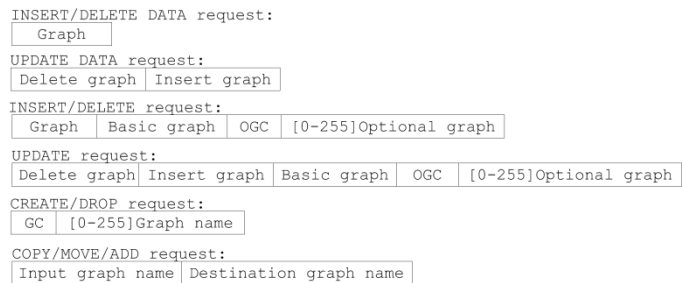 INSERT/DELETE DATA request:
Graph
UPDATE DATA request:
Delete graph Insert graph
INSERT/DELETE request:
Graph Basic graph OGC [0-255]Optional graph
UPDATE request:
Delete graph Insert graph Basic graph OGC [0-255]Optional graph
CREATE/DROP request:
GC [0-255]Graph name
COPY/MOVE/ADD request:
Input graph name Destination graph name